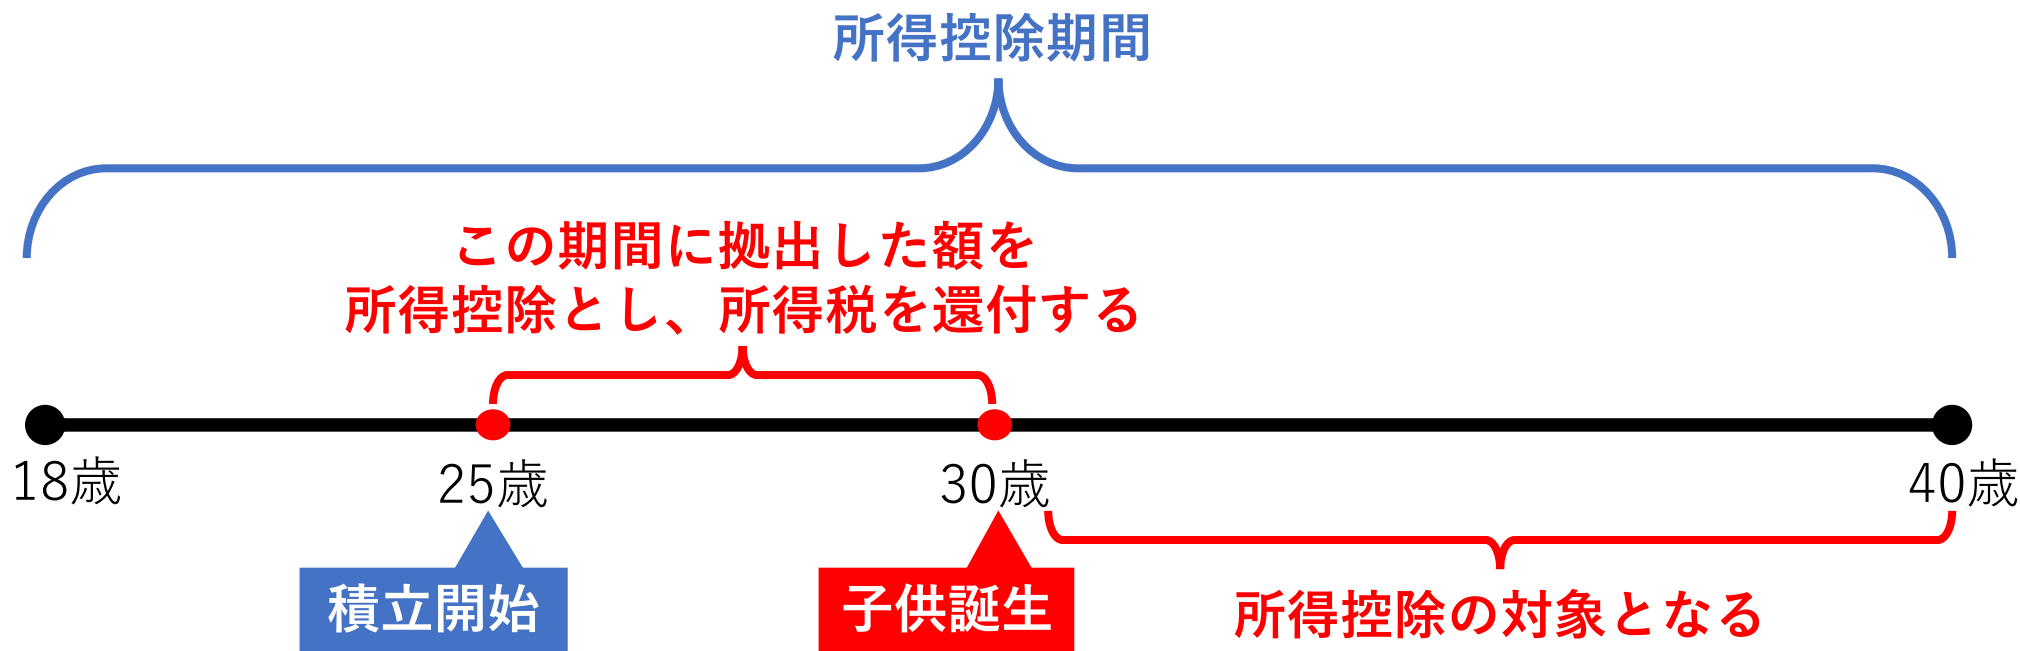 所得控除期間
この期間に拠出した額を
所得控除とし、所得税を還付する
18歳
25歳
30歳
40歳
積立開始
子供誕生
所得控除の対象となる